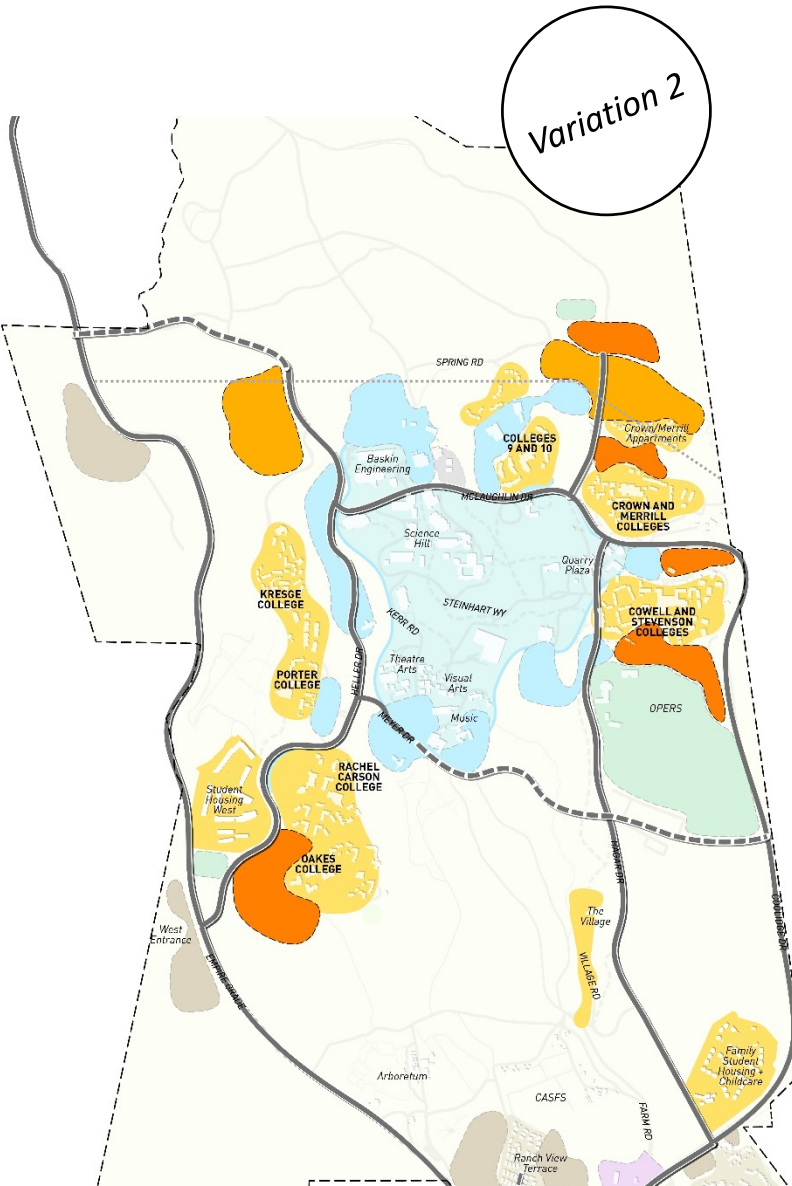 Variation 2
SPRING RD
Crown/Merrill
Appartments
COLLEGES
9 AND 10
Baskin
Engineering
MCLAUGHLIN DR
CROWN AND
MERRILL
COLLEGES
Science
Hill
Quarry
Plaza
KRESGE
COLLEGE
STEINHART WY
COWELL AND
STEVENSON
COLLEGES
KERR RD
Theatre
Arts
HELLER DR
PORTER
COLLEGE
Visual
Arts
OPERS
Music
MEYER DR
RACHEL
CARSON
COLLEGE
Student
Housing
West
OAKES
COLLEGE
HAGAR DR
The
Village
West
Entrance
COOLIDGE DR
VILLAGE RD
EMPIRE GRADE
Family
Student
Housing +
Childcare
Arboretum
CASFS
FARM RD
Ranch View
Terrace